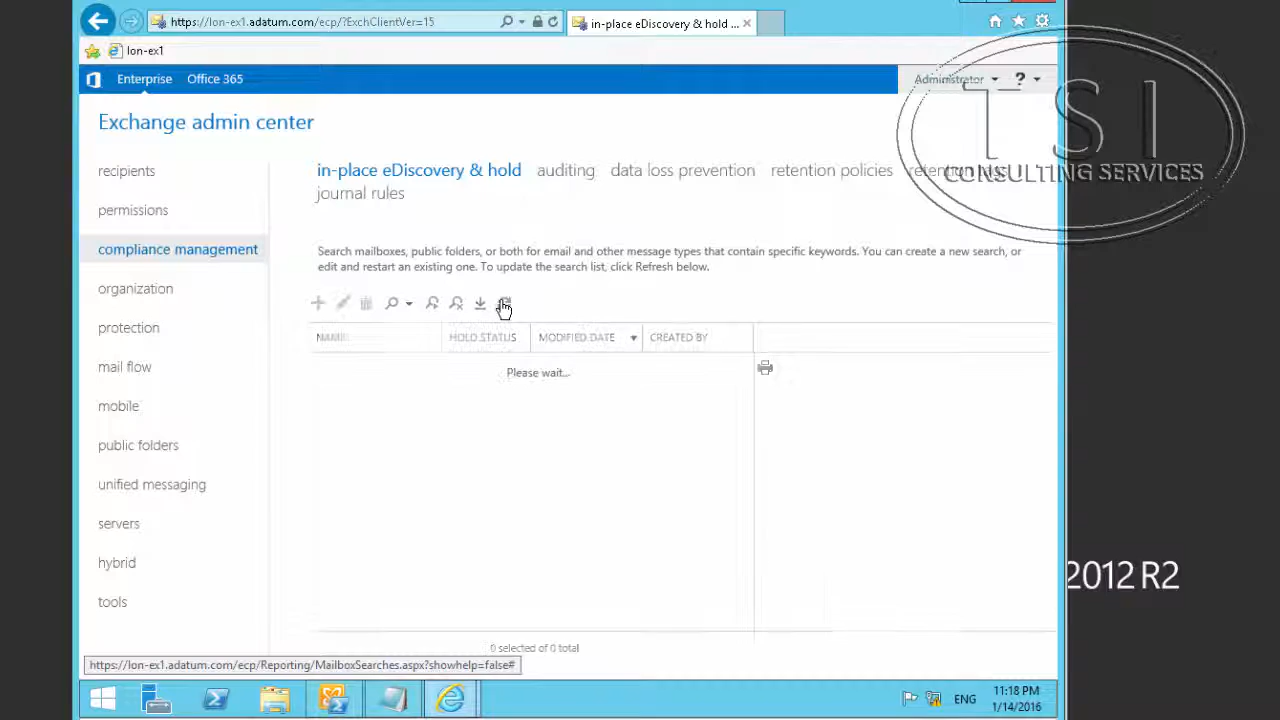 https://lon-ex1.adatum.com/ecp/?ExchClientVer=15
in-place eDiscovery & hold ...
lon-ex1
Enterprise
Office 365
Administrator
?
TSI
CONSULTING SERVICES
Exchange admin center
recipients
permissions
compliance management
organization
protection
mail flow
mobile
public folders
unified messaging
servers
hybrid
tools
in-place eDiscovery & hold
auditing
data loss prevention
retention policies
retention tags
journal rules
Search mailboxes, public folders, or both for email and other message types that contain specific keywords. You can create a new search, or
edit and restart an existing one. To update the search list, click Refresh below.
NAME
HOLD STATUS
MODIFIED DATE
CREATED BY
Please wait...
0 selected of 0 total
https://lon-ex1.adatum.com/ecp/Reporting/MailboxSearches.aspx?showhelp=false#
2012 R2
ENG
11:18 PM
1/14/2016